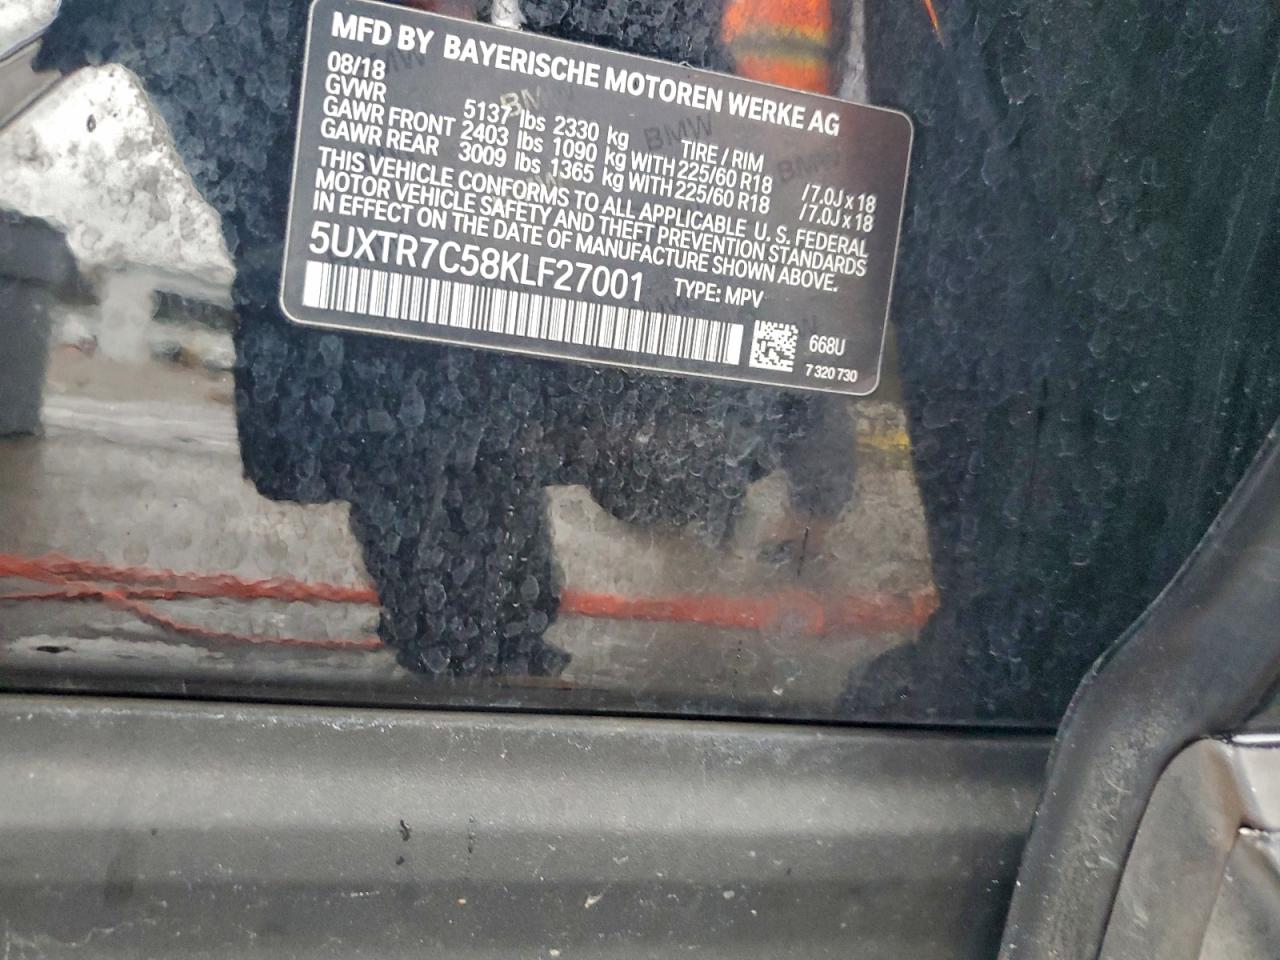 MFD BY BAYERISCHE MOTOREN WERKE AG
08/18
GVWR 5137 lbs 2330 kg TIRE / RIM
GAWR FRONT 2403 lbs 1090 kg WITH 225/60 R18 /7.0J x 18
GAWR REAR 3009 lbs 1365 kg WITH 225/60 R18 /7.0J x 18
THIS VEHICLE CONFORMS TO ALL APPLICABLE U. S. FEDERAL
MOTOR VEHICLE SAFETY AND THEFT PREVENTION STANDARDS
IN EFFECT ON THE DATE OF MANUFACTURE SHOWN ABOVE.
5UXTR7C58KLF27001 TYPE: MPV
668U
7 320 730